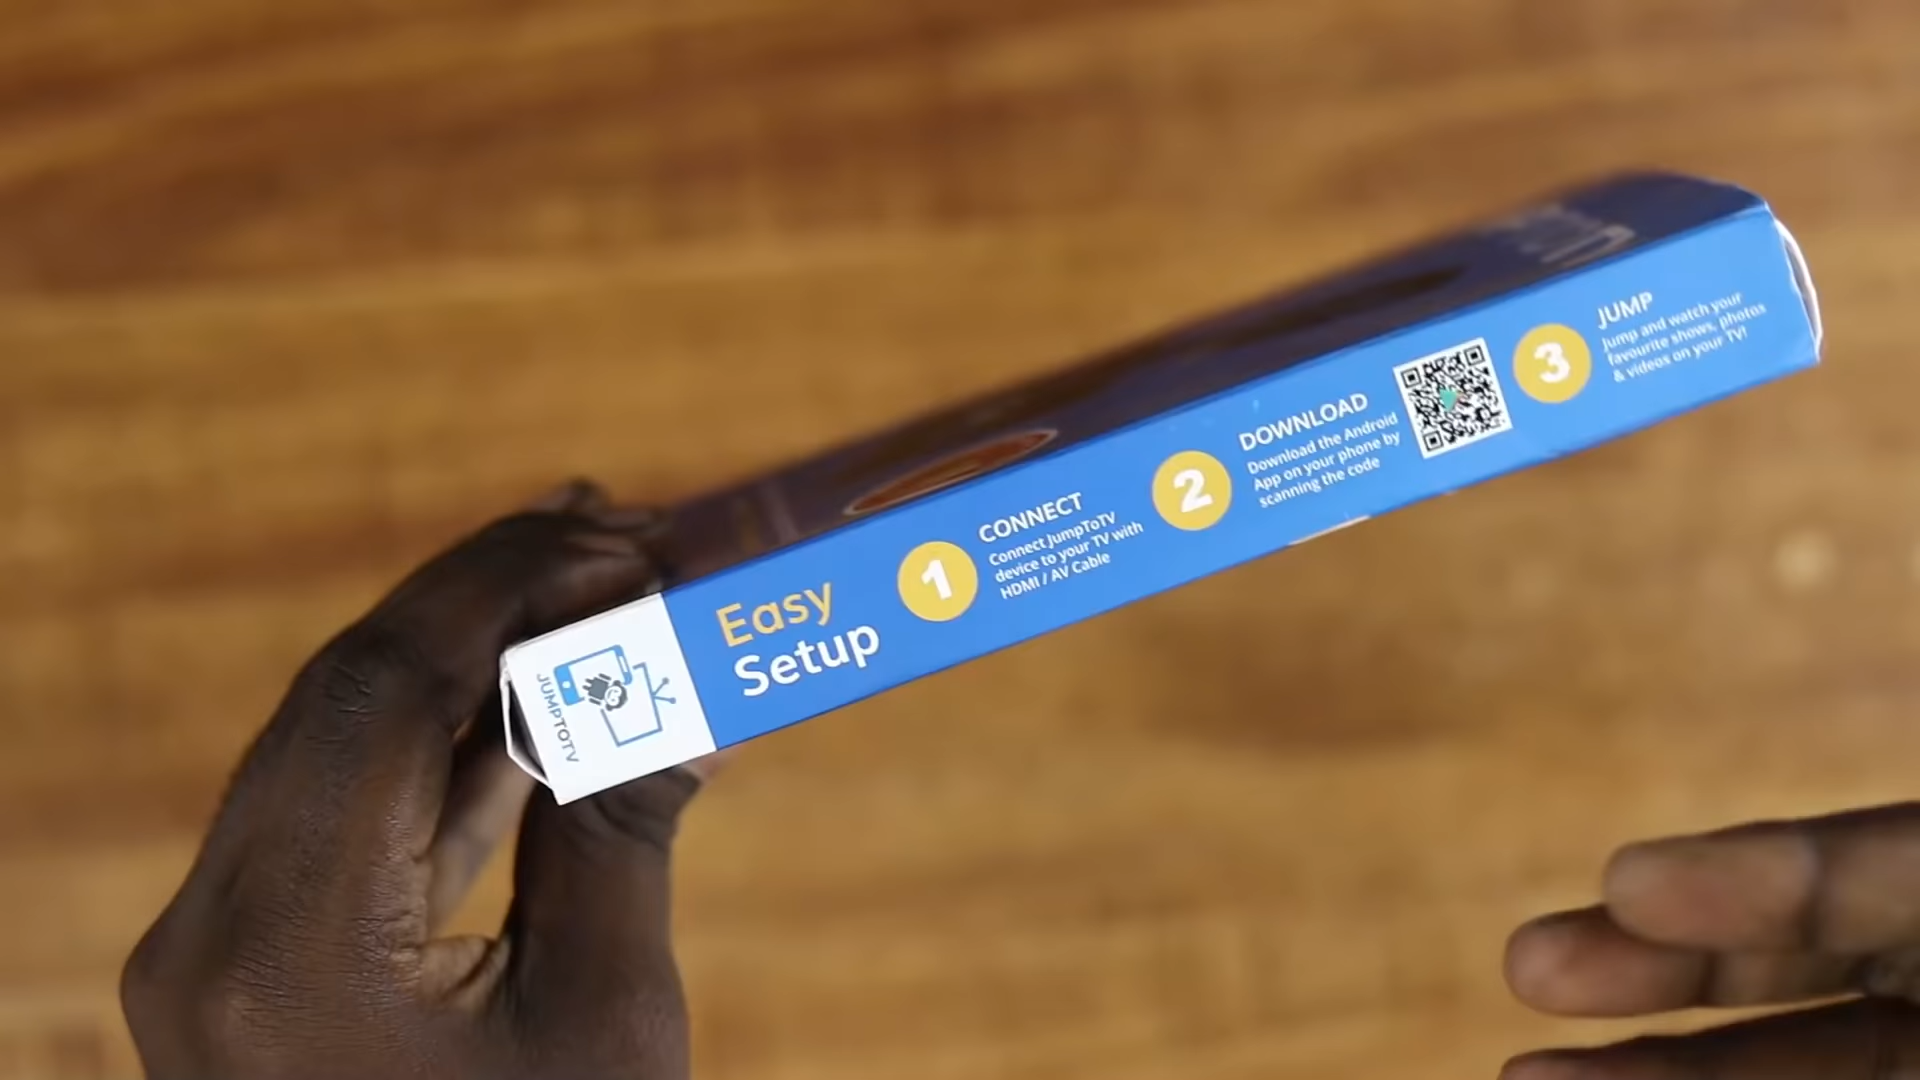 JUMPTOTV
Easy
Setup
1
CONNECT
Connect JumpToTV
device to your TV with
HDMI / AV Cable
2
DOWNLOAD
Download the Android
App on your phone by
scanning the code
3
JUMP
Jump and watch your
favourite shows, photos
& videos on your TV!